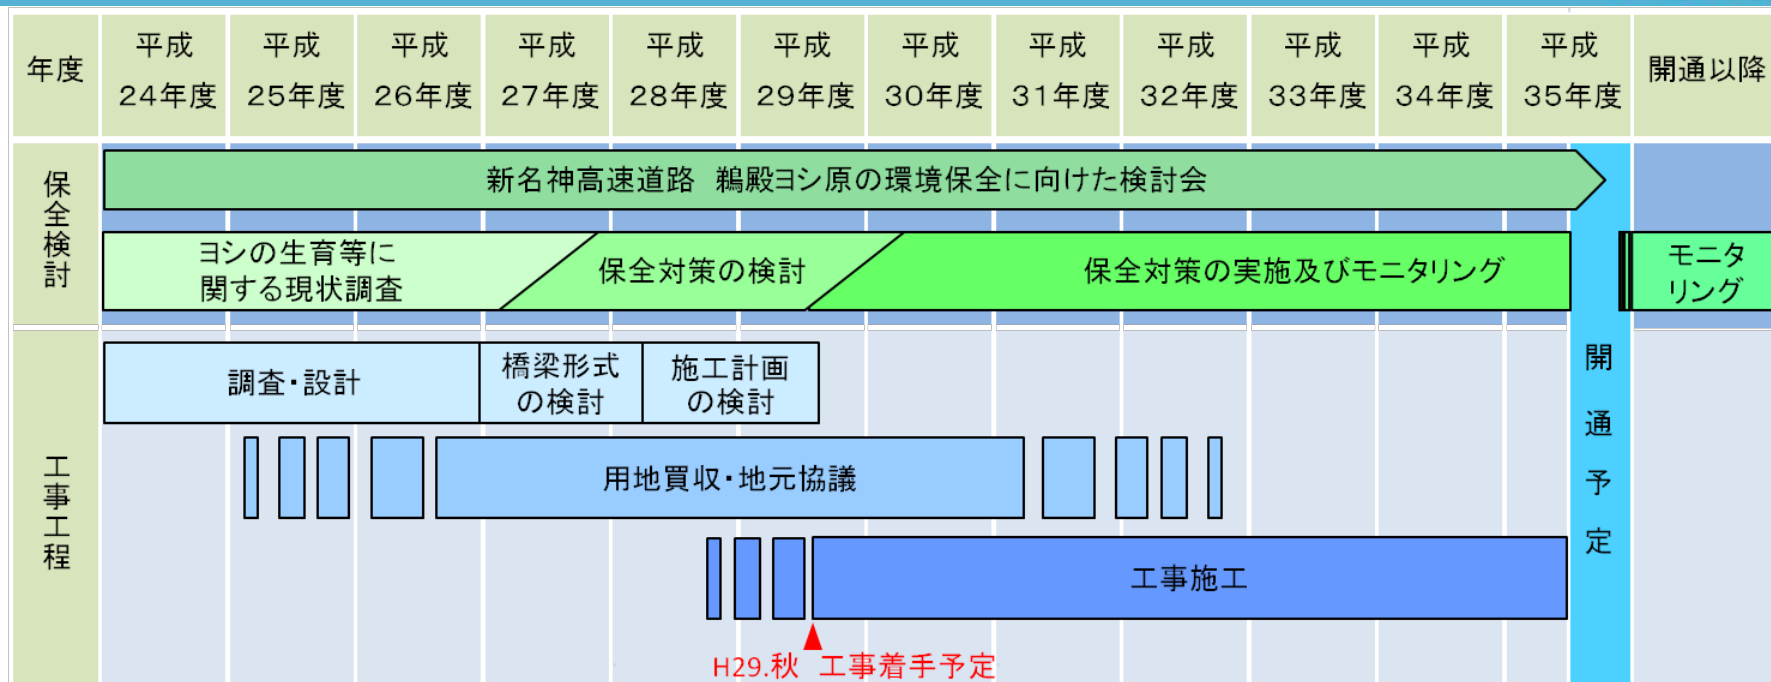 年度
平成
24年度
平成
25年度
平成
26年度
平成
27年度
平成
28年度
平成
29年度
平成
30年度
平成
31年度
平成
32年度
平成
33年度
平成
34年度
平成
35年度
開通以降
保全検討
新名神高速道路 鵜殿ヨシ原の環境保全に向けた検討会
ヨシの生育等に
関する現状調査
保全対策の検討
保全対策の実施及びモニタリング
モニタ
リング
工事工程
調査・設計
橋梁形式
の検討
施工計画
の検討
開通予定
用地買収・地元協議
工事施工
H29.秋 工事着手予定